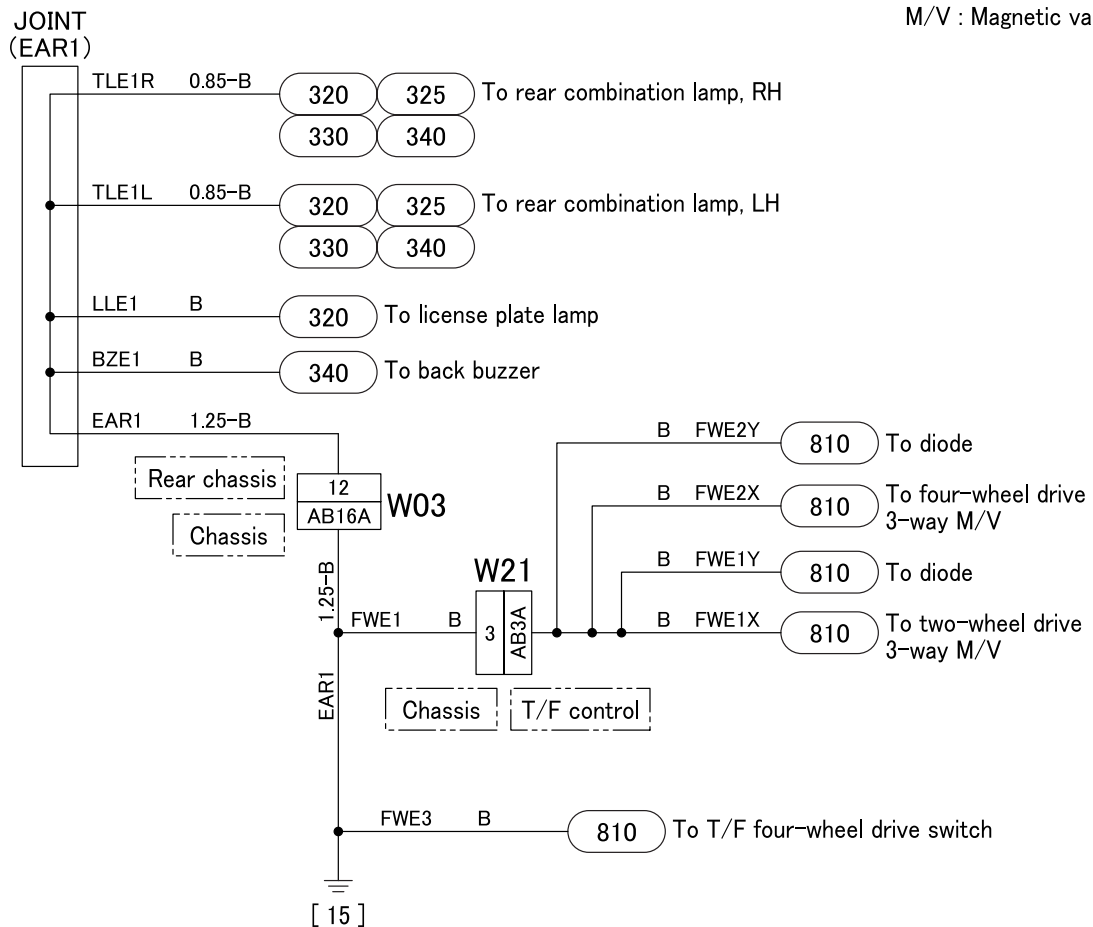 M/V : Magnetic va
JOINT
(EAR1)
TLE1R 0.85-B 320 325 To rear combination lamp, RH
330 340
TLE1L 0.85-B 320 325 To rear combination lamp, LH
330 340
LLE1 B 320 To license plate lamp
BZE1 B 340 To back buzzer
EAR1 1.25-B
B FWE2Y 810 To diode
Rear chassis 12
AB16A W03
Chassis
B FWE2X 810 To four-wheel drive
3-way M/V
B FWE1Y 810 To diode
1.25-B
FWE1 B
W21
3 AB3A
B FWE1X 810 To two-wheel drive
3-way M/V
EAR1
Chassis T/F control
FWE3 B 810 To T/F four-wheel drive switch
[ 15 ]